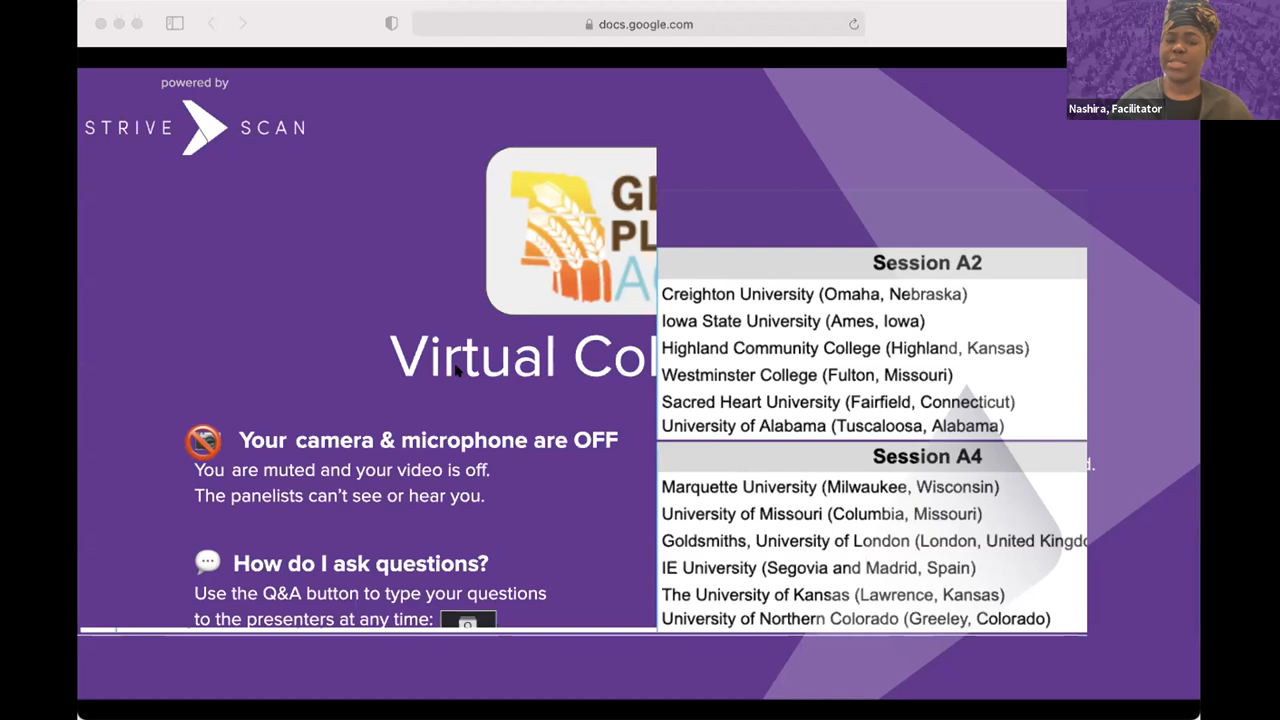 docs.google.com
Nashira, Facilitator
powered by
STRIVE SCAN
Virtual Col
Your camera & microphone are OFF
You are muted and your video is off.
The panelists can't see or hear you.
How do I ask questions?
Use the Q&A button to type your questions
to the presenters at any time:
Session A2
Creighton University (Omaha, Nebraska)
Iowa State University (Ames, Iowa)
Highland Community College (Highland, Kansas)
Westminster College (Fulton, Missouri)
Sacred Heart University (Fairfield, Connecticut)
University of Alabama (Tuscaloosa, Alabama)
Session A4
Marquette University (Milwaukee, Wisconsin)
University of Missouri (Columbia, Missouri)
Goldsmiths, University of London (London, United Kingdo
IE University (Segovia and Madrid, Spain)
The University of Kansas (Lawrence, Kansas)
University of Northern Colorado (Greeley, Colorado)